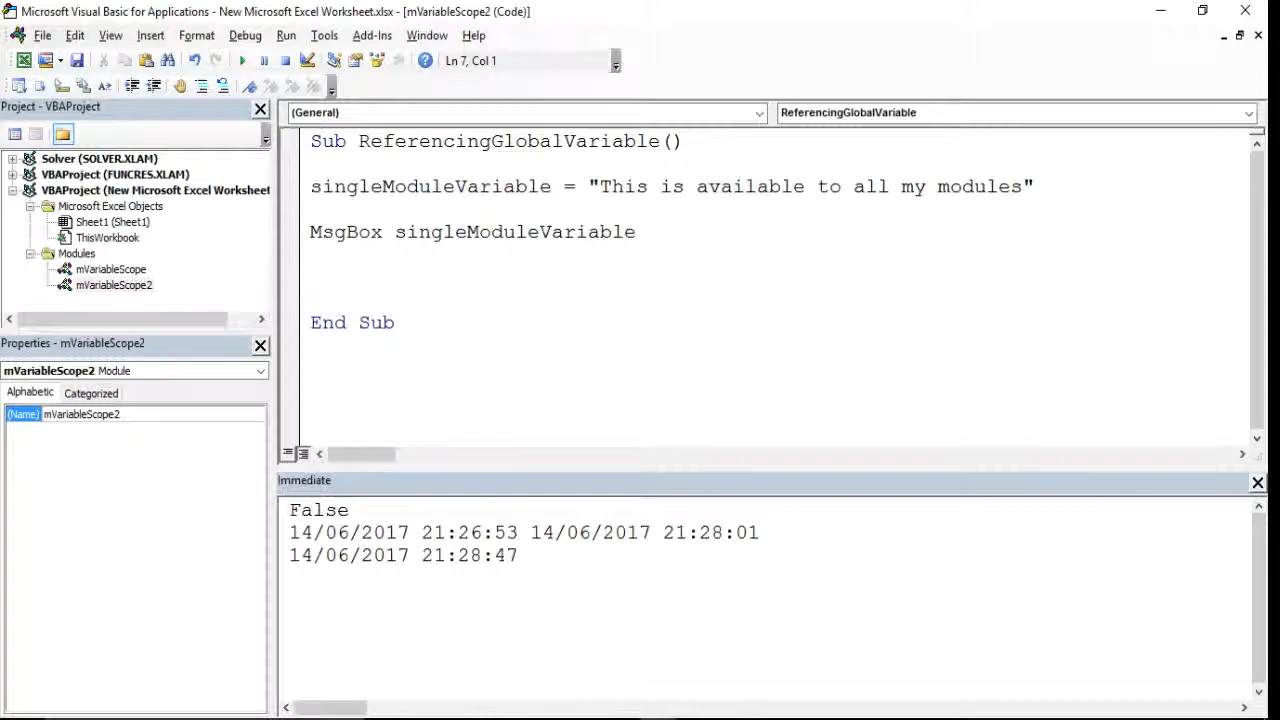 Microsoft Visual Basic for Applications - New Microsoft Excel Worksheet.xlsx - [mVariableScope2 (Code)]
File Edit View Insert Format Debug Run Tools Add-Ins Window Help
Ln 7, Col 1
Project - VBAProject
(General)
ReferencingGlobalVariable
Solver (SOLVER.XLAM)
VBAProject (FUNCRES.XLAM)
VBAProject (New Microsoft Excel Worksheet
Microsoft Excel Objects
Sheet1 (Sheet1)
ThisWorkbook
Modules
mVariableScope
mVariableScope2
Properties - mVariableScope2
mVariableScope2 Module
Alphabetic Categorized
(Name) mVariableScope2
Sub ReferencingGlobalVariable()
singleModuleVariable = "This is available to all my modules"
MsgBox singleModuleVariable
End Sub
Immediate
False
14/06/2017 21:26:53 14/06/2017 21:28:01
14/06/2017 21:28:47